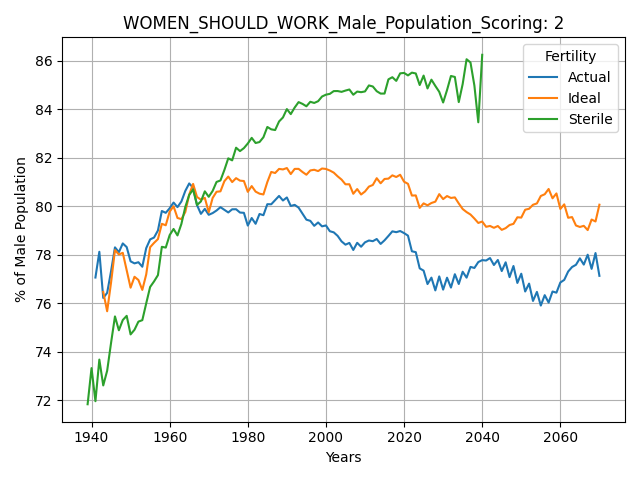 WOMEN_SHOULD_WORK_Male_Population_Scoring: 2
% of Male Population
86
84
82
80
78
76
74
72
Fertility
Actual
Ideal
Sterile
1940 1960 1980 2000 2020 2040 2060
Years